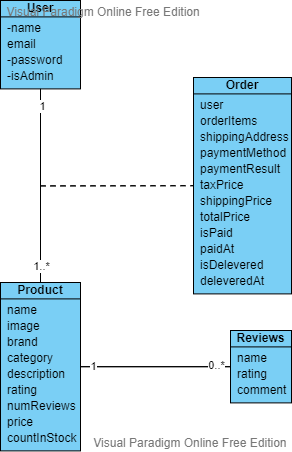 User
Visual Paradigm Online Free Edition
-name
email
-password
-isAdmin
1
Order
user
orderItems
shippingAddress
paymentMethod
paymentResult
taxPrice
shippingPrice
totalPrice
isPaid
paidAt
isDelevered
deleveredAt
1..*
Product
name
image
brand
category
description
rating
numReviews
price
countInStock
1
0..*
Reviews
name
rating
comment
Visual Paradigm Online Free Edition